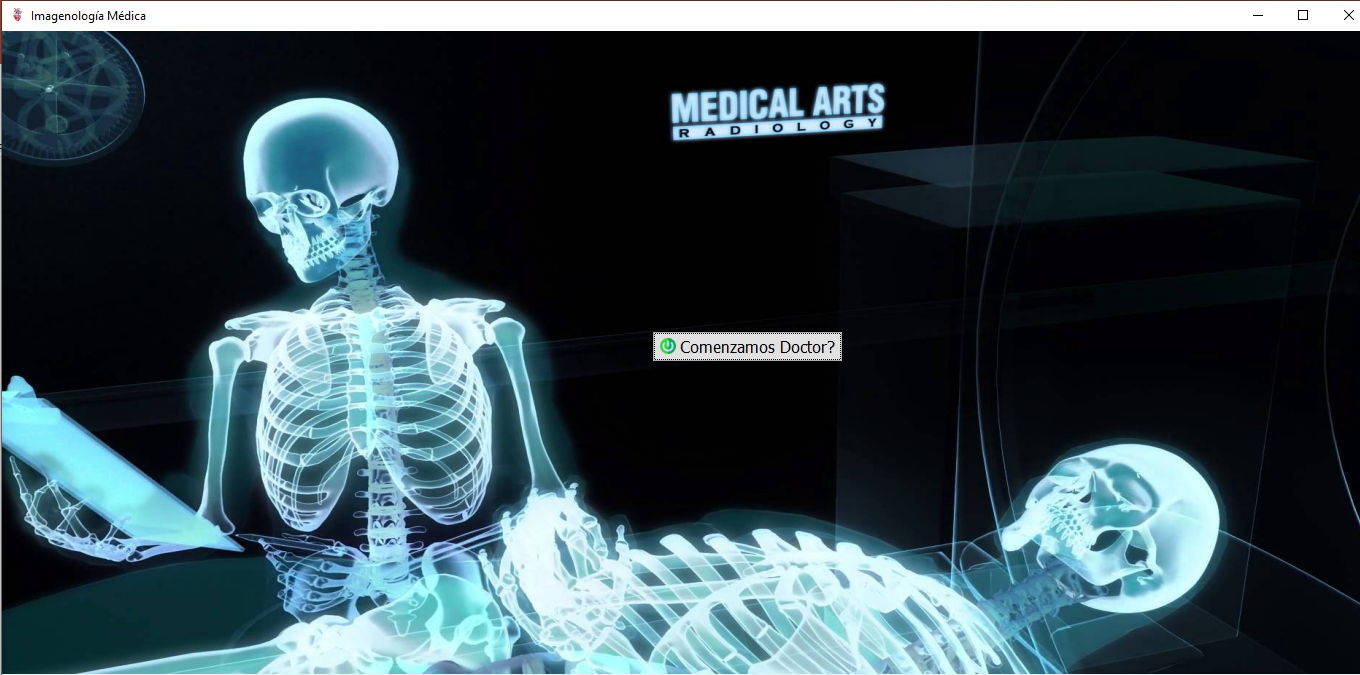 Imagenología Médica
MEDICAL ARTS
RADIOLOGY
Comenzamos Doctor?